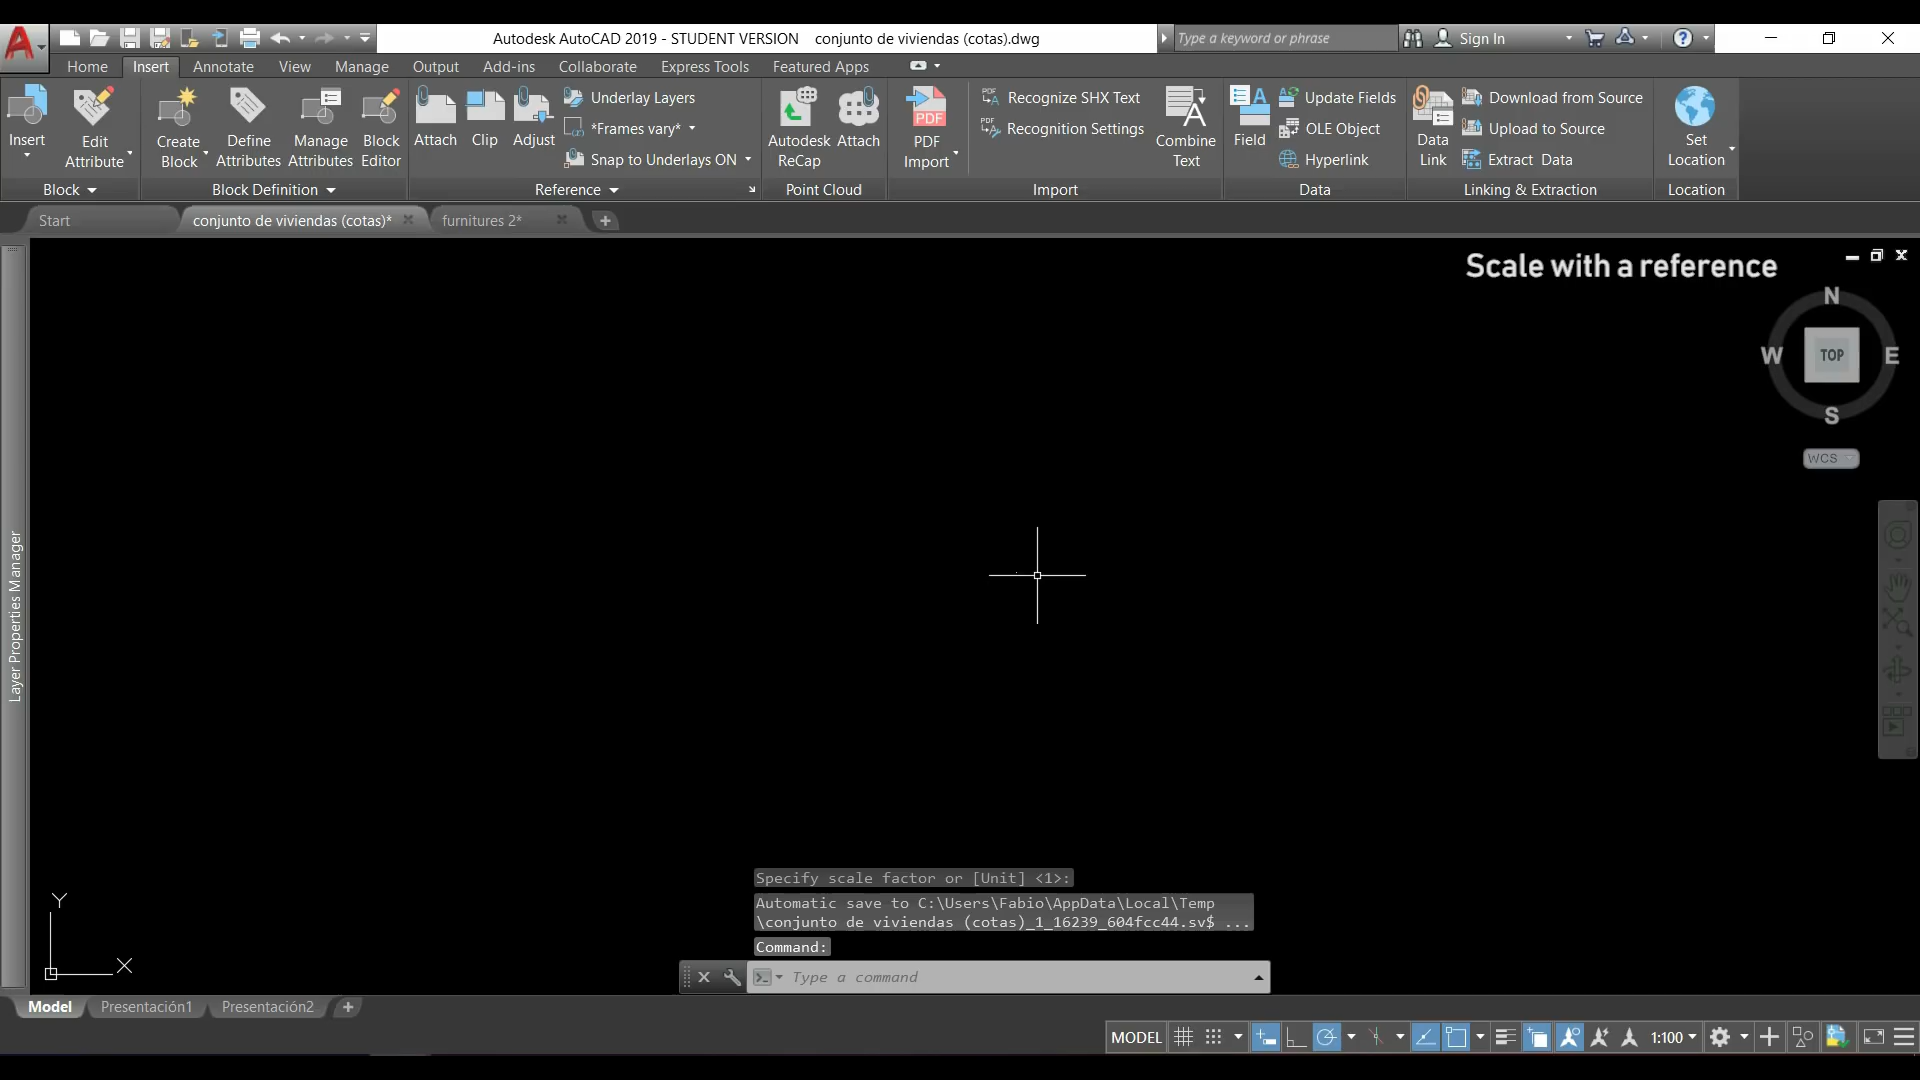 Autodesk AutoCAD 2019 - STUDENT VERSION conjunto de viviendas (cotas).dwg
Type a keyword or phrase
Sign In
Home Insert Annotate View Manage Output Add-ins Collaborate Express Tools Featured Apps
Insert
Edit
Attribute
Create
Block
Define
Attributes
Manage
Attributes
Block
Editor
Attach
Clip
Adjust
Underlay Layers
*Frames vary*
Snap to Underlays ON
Autodesk
ReCap
Attach
PDF
PDF
Import
PDF
Recognize SHX Text
PDF
Recognition Settings
Combine
Text
Field
Update Fields
OLE Object
Hyperlink
Data
Link
Download from Source
Upload to Source
Extract Data
Set
Location
Block Block Definition Reference Point Cloud Import Data Linking & Extraction Location
Start conjunto de viviendas (cotas)* furnitures 2*
Scale with a reference
N
W TOP E
S
WCS
Layer Properties Manager
Specify scale factor or [Unit] <1>:
Automatic save to C:\Users\Fabio\AppData\Local\Temp
\conjunto de viviendas (cotas)_1_16239_604fcc44.sv$ ...
Command:
Type a command
Y
X
Model Presentación1 Presentación2
MODEL 1:100